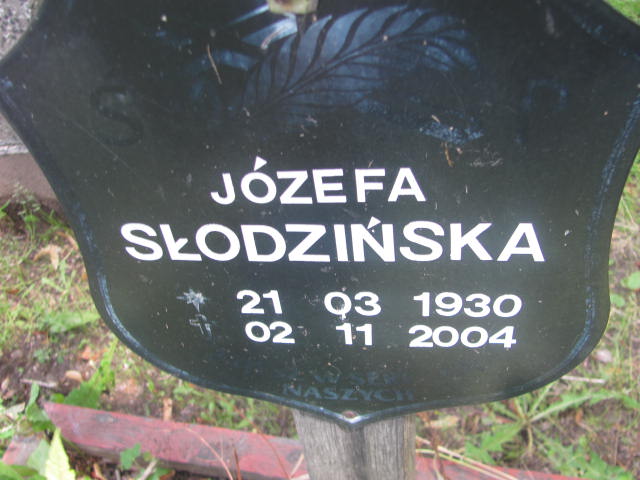 JÓZEFA
SŁODZIŃSKA
21 03 1930
02 11 2004
NASZYCH